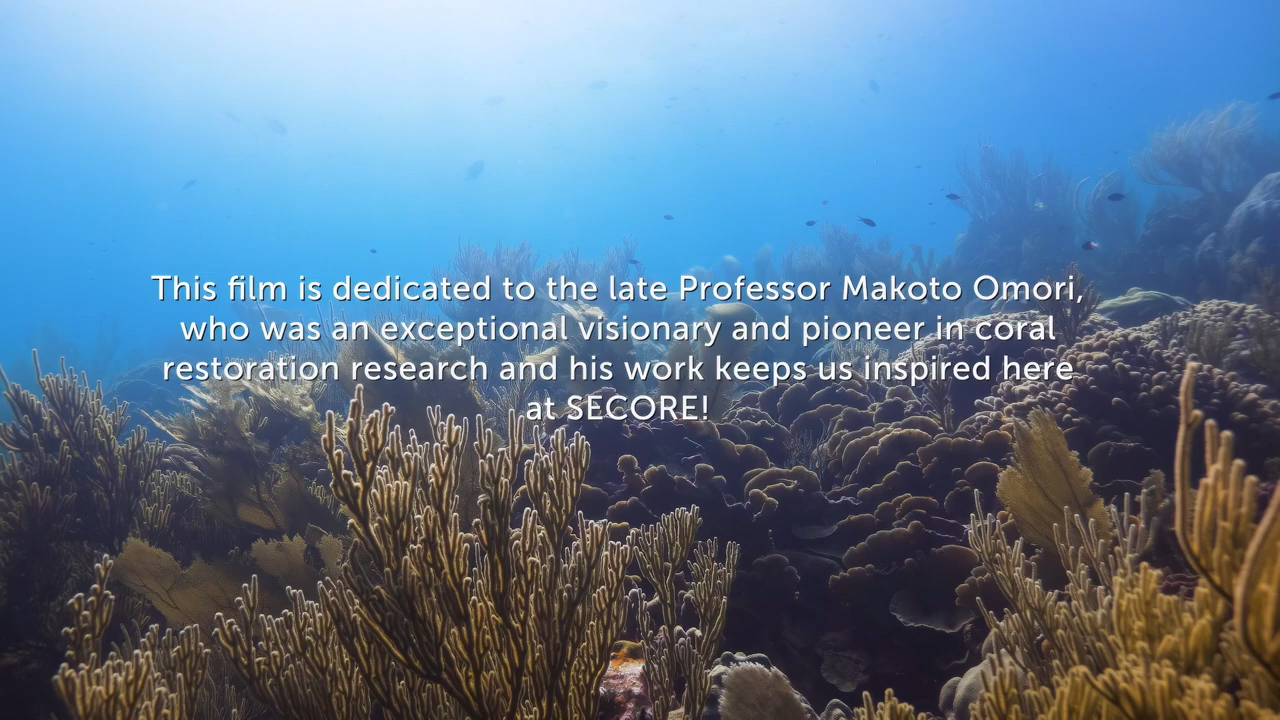 This film is dedicated to the late Professor Makoto Omori,
who was an exceptional visionary and pioneer in coral
restoration research and his work keeps us inspired here
at SECORE!